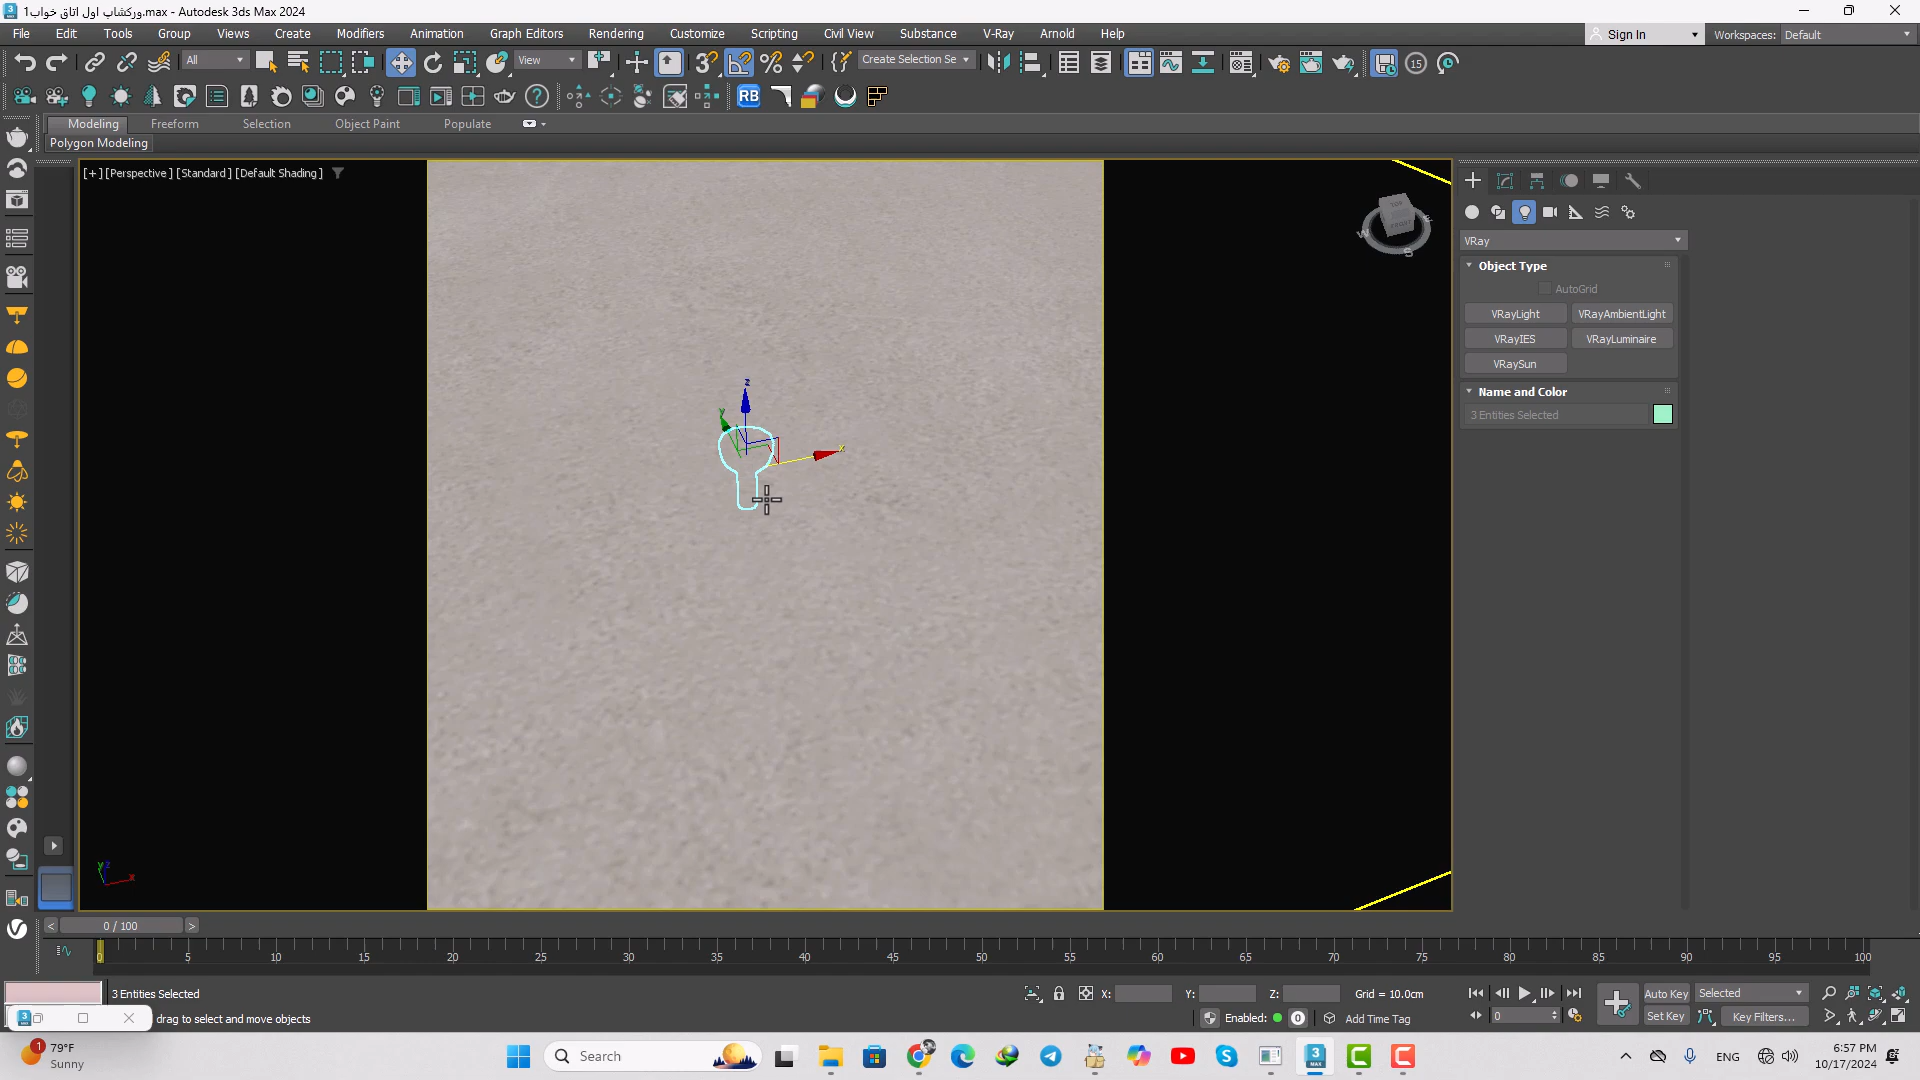 ورکشاپ اول اتاق خواب1.max - Autodesk 3ds Max 2024
File Edit Tools Group Views Create Modifiers Animation Graph Editors Rendering Customize Scripting Civil View Substance V-Ray Arnold Help
Sign In Workspaces: Default
All View Create Selection Se
RB
Modeling Freeform Selection Object Paint Populate
Polygon Modeling
[+] [Perspective] [Standard] [Default Shading]
VRay
Object Type
AutoGrid
VRayLight VRayAmbientLight
VRayIES VRayLuminaire
VRaySun
Name and Color
3 Entities Selected
0 / 100
0 5 10 15 20 25 30 35 40 45 50 55 60 65 70 75 80 85 90 95 100
3 Entities Selected
X: Y: Z: Grid = 10.0cm
Auto Key Selected
drag to select and move objects
Enabled: 0 Add Time Tag
0 Set Key Key Filters...
79°F
Sunny
Search
ENG
6:57 PM
10/17/2024